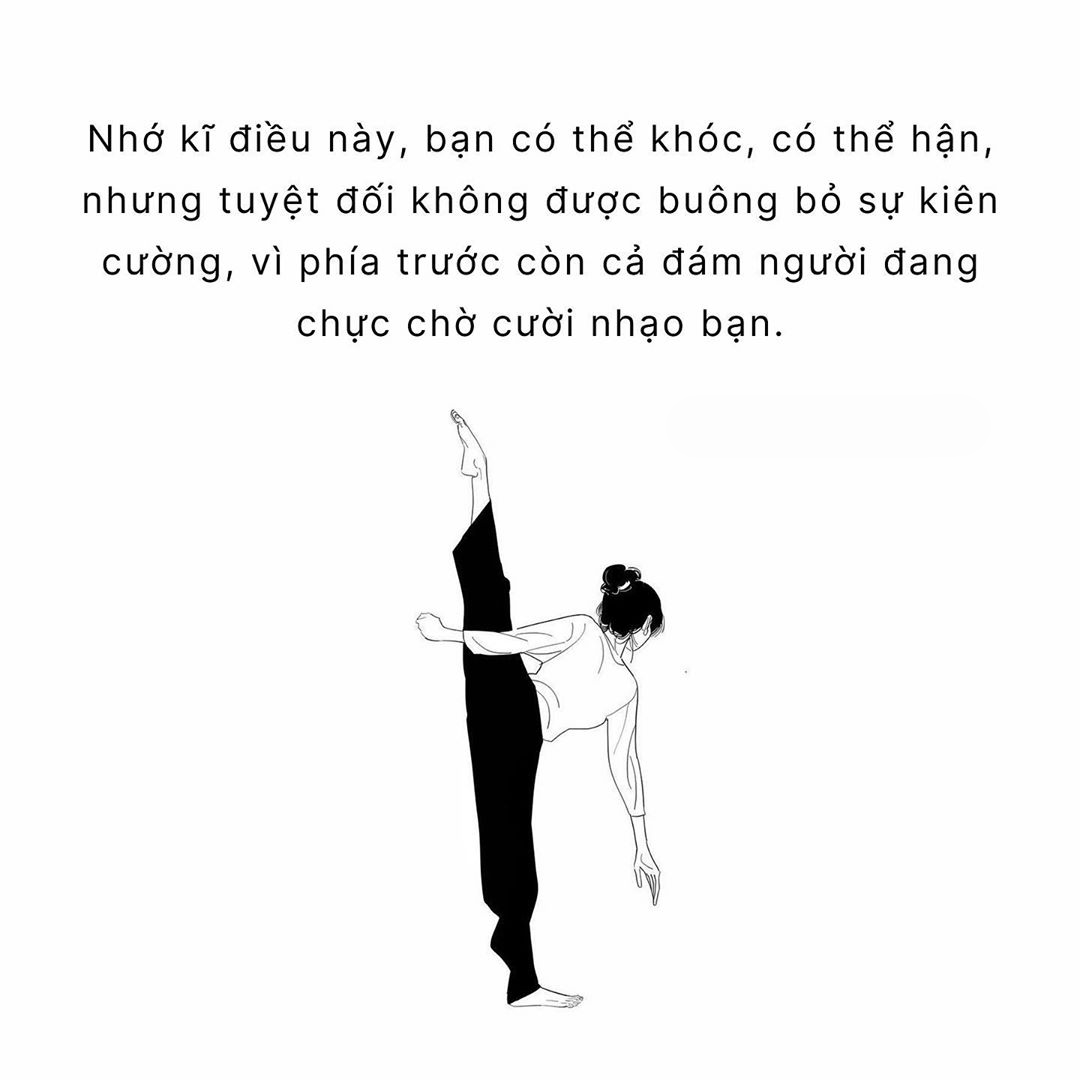 Nhớ kĩ điều này, bạn có thể khóc, có thể hận,
nhưng tuyệt đối không được buông bỏ sự kiên
cường, vì phía trước còn cả đám người đang
chực chờ cười nhạo bạn.